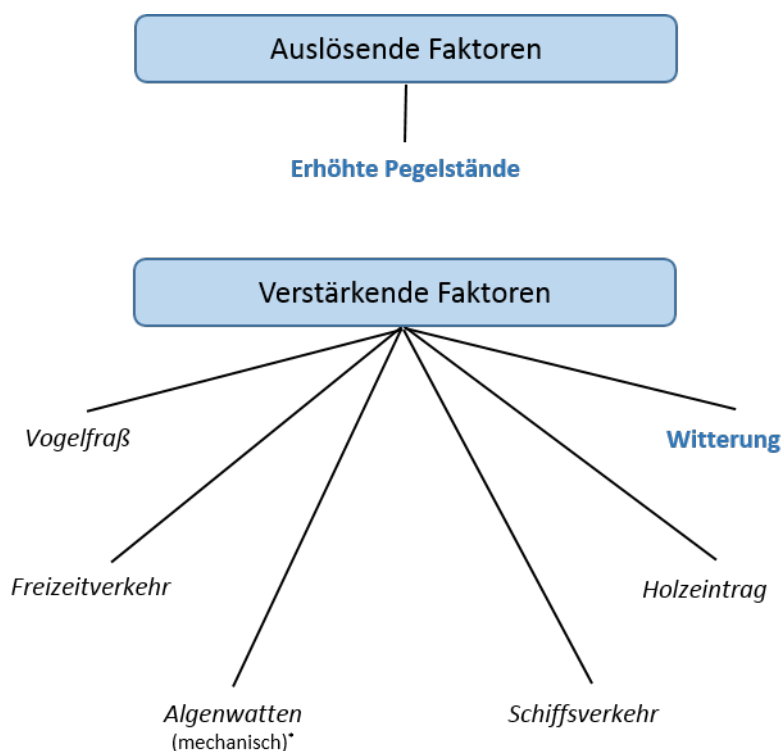 Auslösende Faktoren
Erhöhte Pegelstände
Verstärkende Faktoren
Vogelfraß
Witterung
Freizeitverkehr
Holzeintrag
Algenwatten
(mechanisch)*
Schiffsverkehr